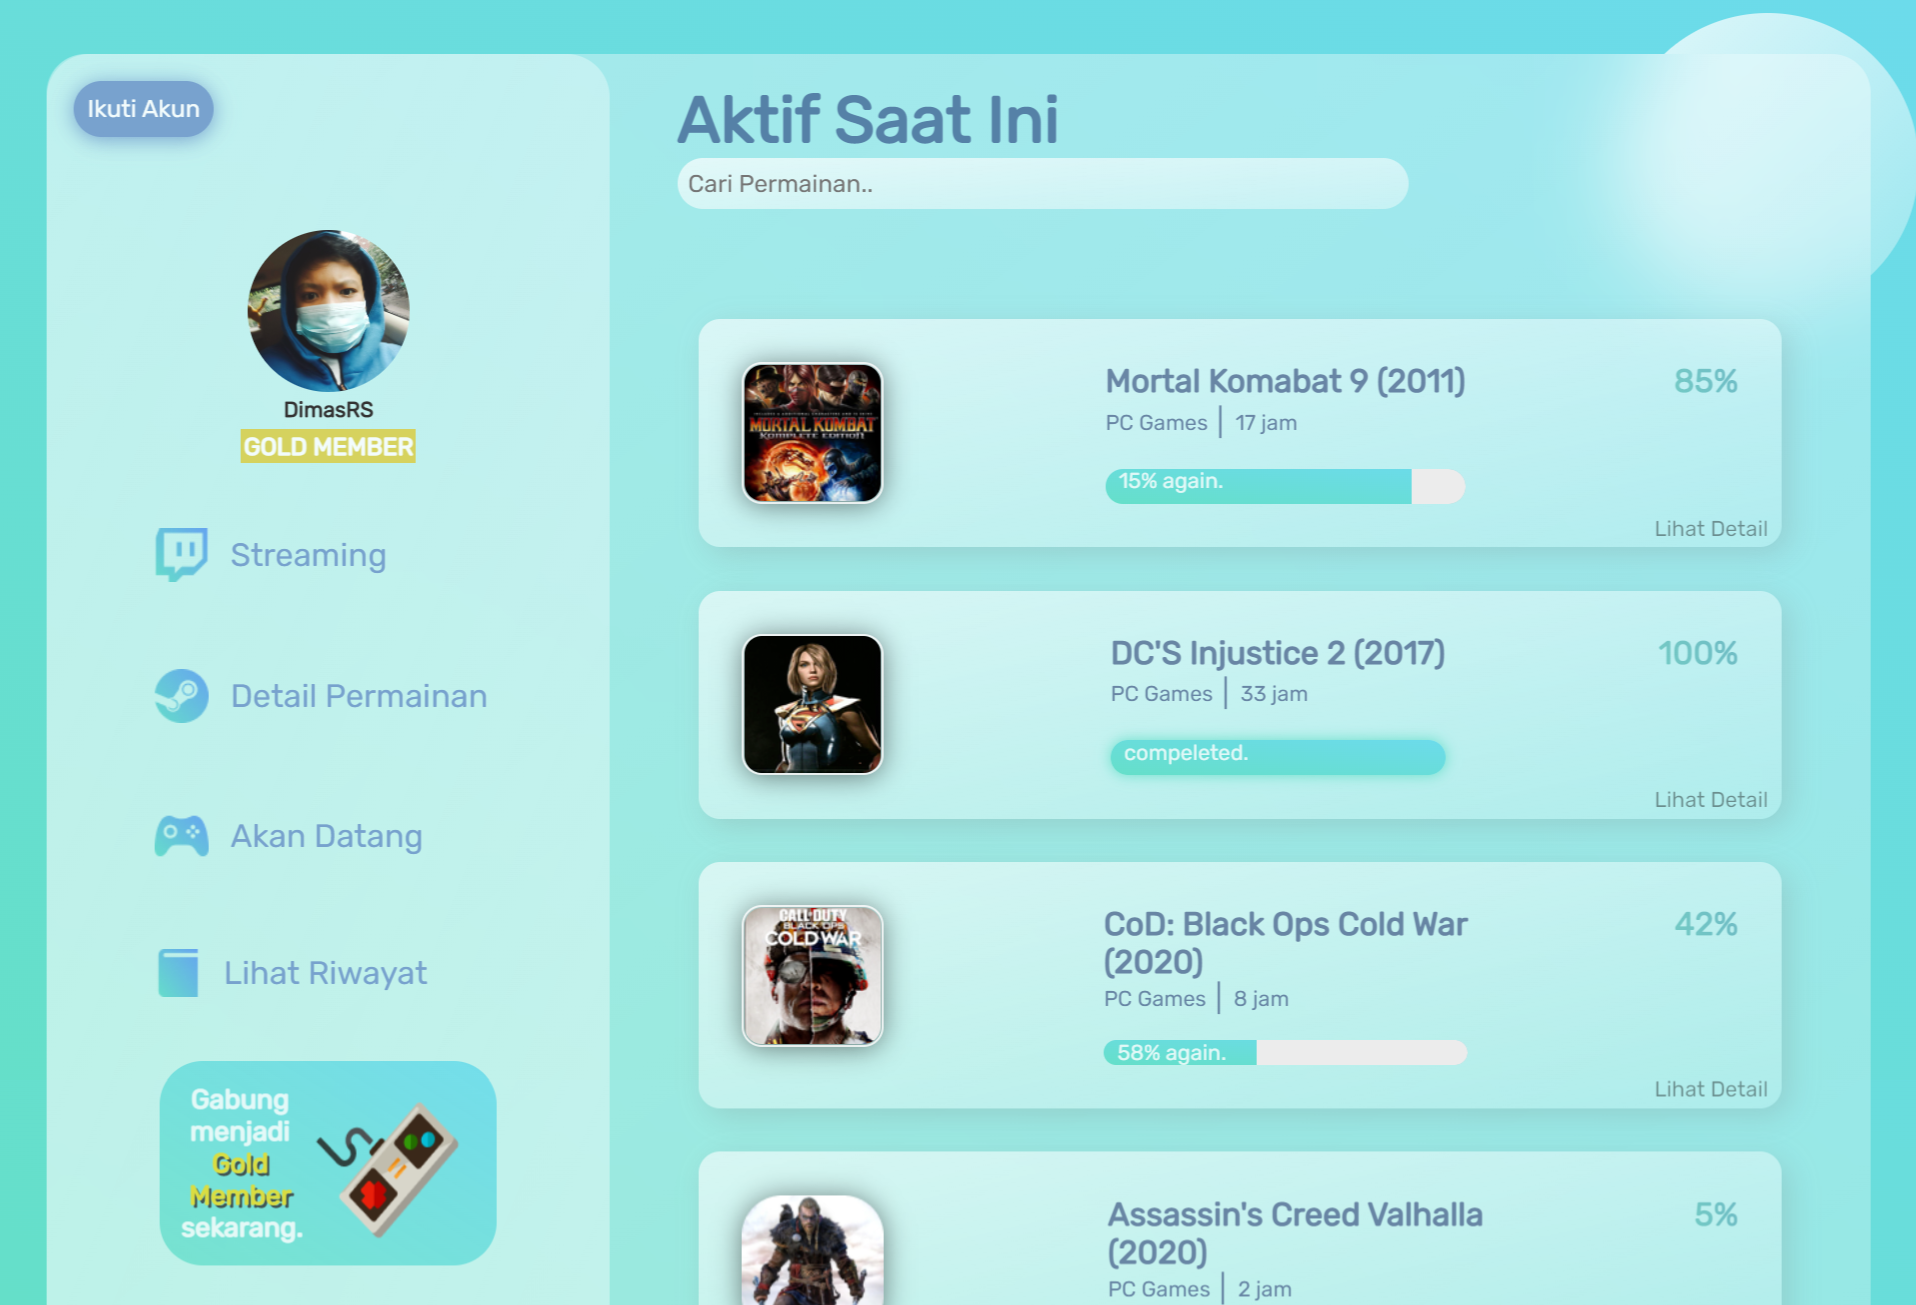 Ikuti Akun
DimasRS
GOLD MEMBER
Streaming
Detail Permainan
Akan Datang
Lihat Riwayat
Gabung
menjadi
Gold
Member
sekarang.
Aktif Saat Ini
Cari Permainan..
MORTAL KOMBAT
KOMPLETE EDITION
Mortal Komabat 9 (2011)
85%
PC Games | 17 jam
15% again.
Lihat Detail
DC'S Injustice 2 (2017)
100%
PC Games | 33 jam
compeleted.
Lihat Detail
CALL DUTY
BLACK OPS
COLD WAR
CoD: Black Ops Cold War
(2020)
42%
PC Games | 8 jam
58% again.
Lihat Detail
Assassin's Creed Valhalla
(2020)
5%
PC Games | 2 jam